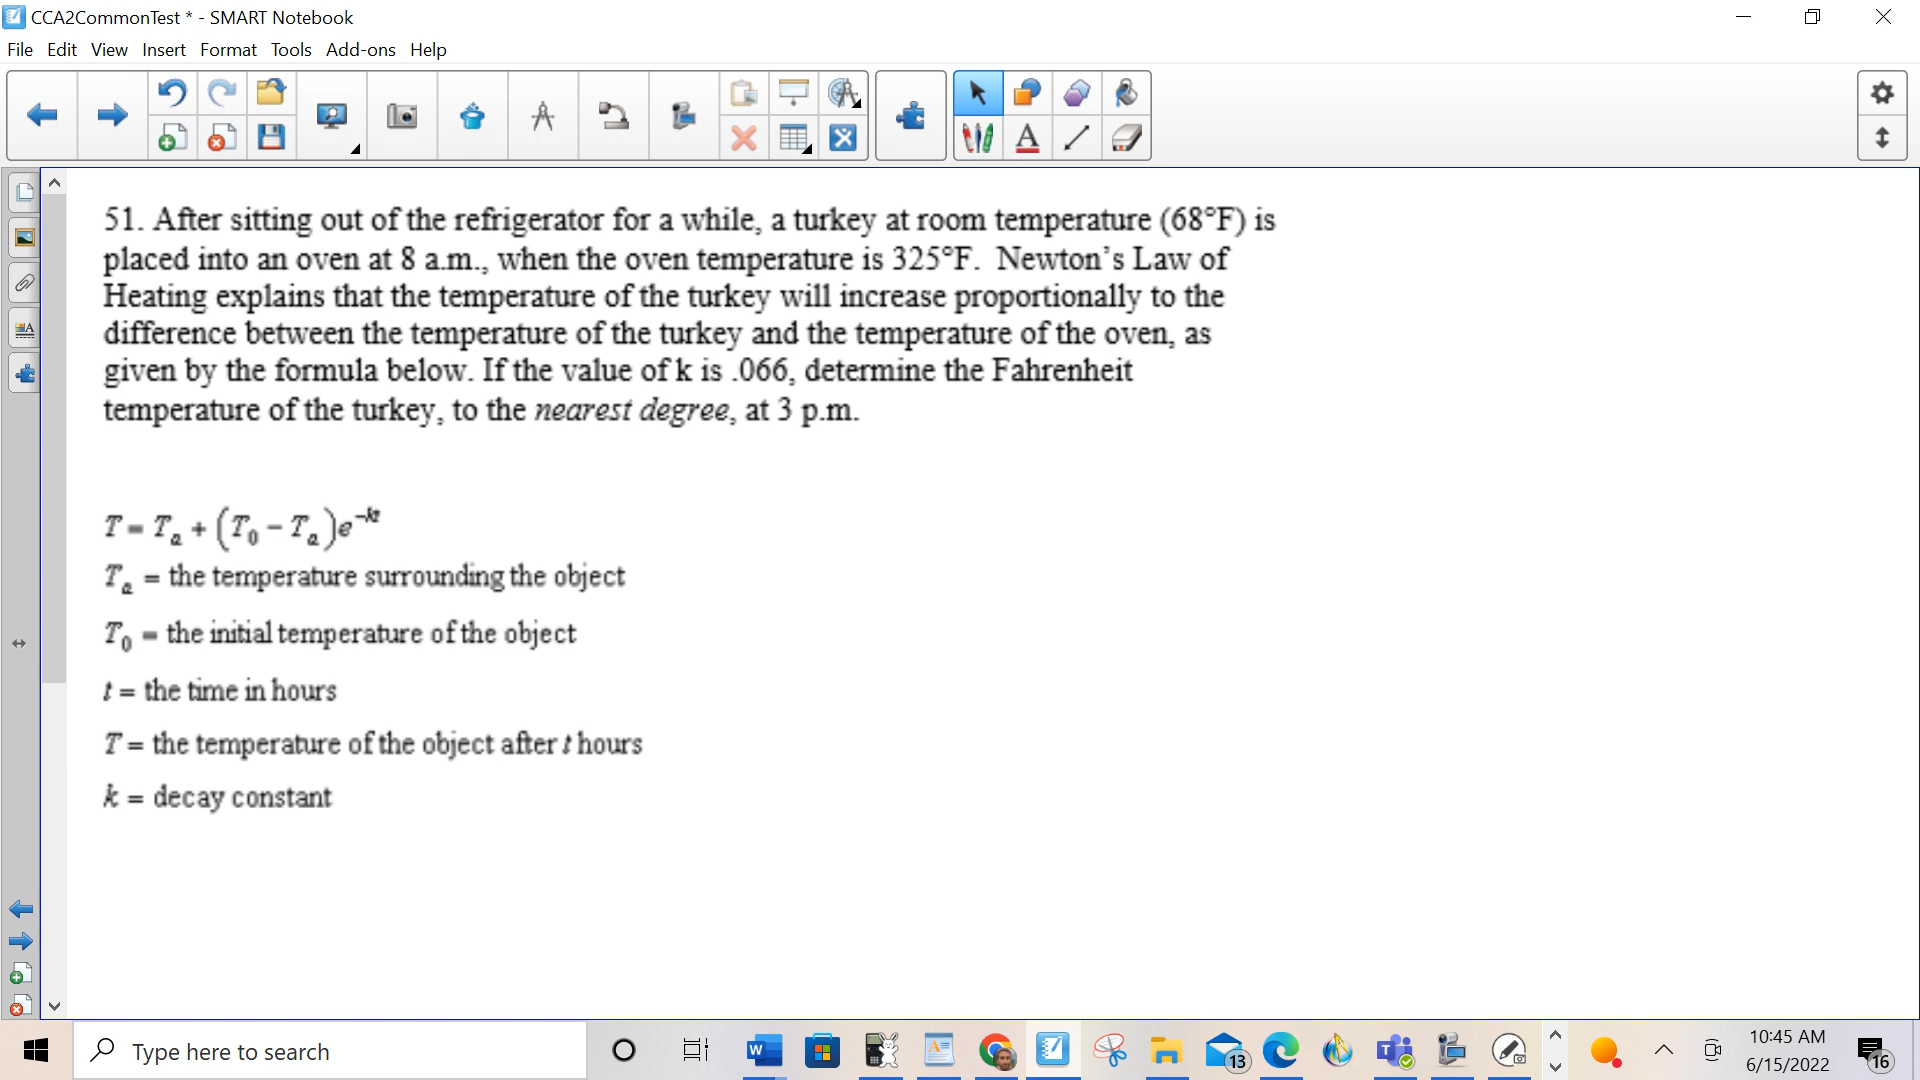 CCA2CommonTest * - SMART Notebook
File Edit View Insert Format Tools Add-ons Help
51. After sitting out of the refrigerator for a while, a turkey at room temperature (68°F) is
placed into an oven at 8 a.m., when the oven temperature is 325°F. Newton's Law of
Heating explains that the temperature of the turkey will increase proportionally to the
difference between the temperature of the turkey and the temperature of the oven, as
given by the formula below. If the value of k is .066, determine the Fahrenheit
temperature of the turkey, to the nearest degree, at 3 p.m.
T = Tₐ + (T₀ − Tₐ)e^−kt
Tₐ = the temperature surrounding the object
T₀ = the initial temperature of the object
t = the time in hours
T = the temperature of the object after t hours
k = decay constant
Type here to search
13
10:45 AM
6/15/2022
16